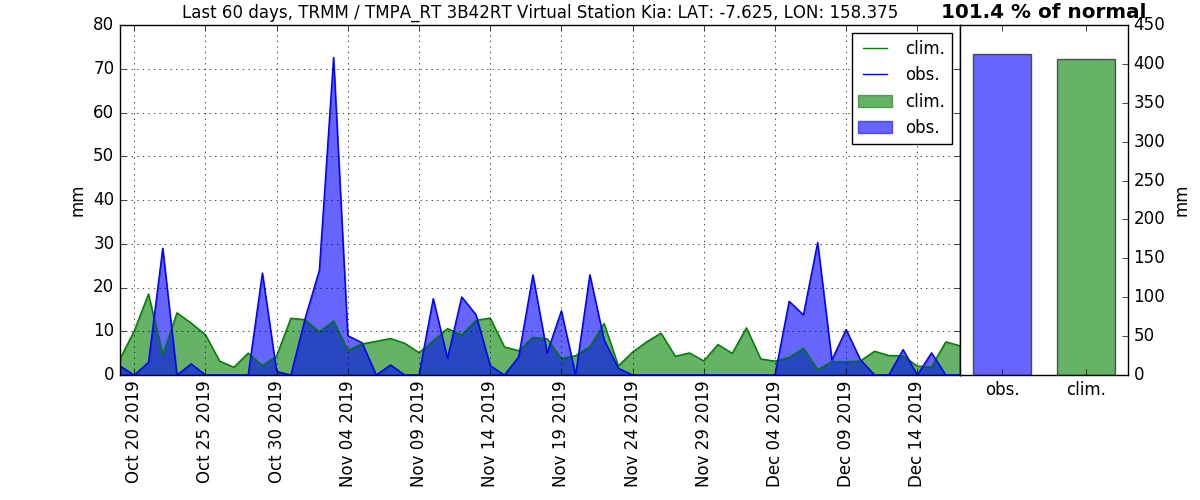 Last 60 days, TRMM / TMPA_RT 3B42RT Virtual Station Kia: LAT: -7.625, LON: 158.375
101.4 % of normal
80
70
60
50
40
30
20
10
0
mm
clim.
obs.
clim.
obs.
450
400
350
300
250
200
150
100
50
0
mm
obs.
clim.
Oct 20 2019
Oct 25 2019
Oct 30 2019
Nov 04 2019
Nov 09 2019
Nov 14 2019
Nov 19 2019
Nov 24 2019
Nov 29 2019
Dec 04 2019
Dec 09 2019
Dec 14 2019